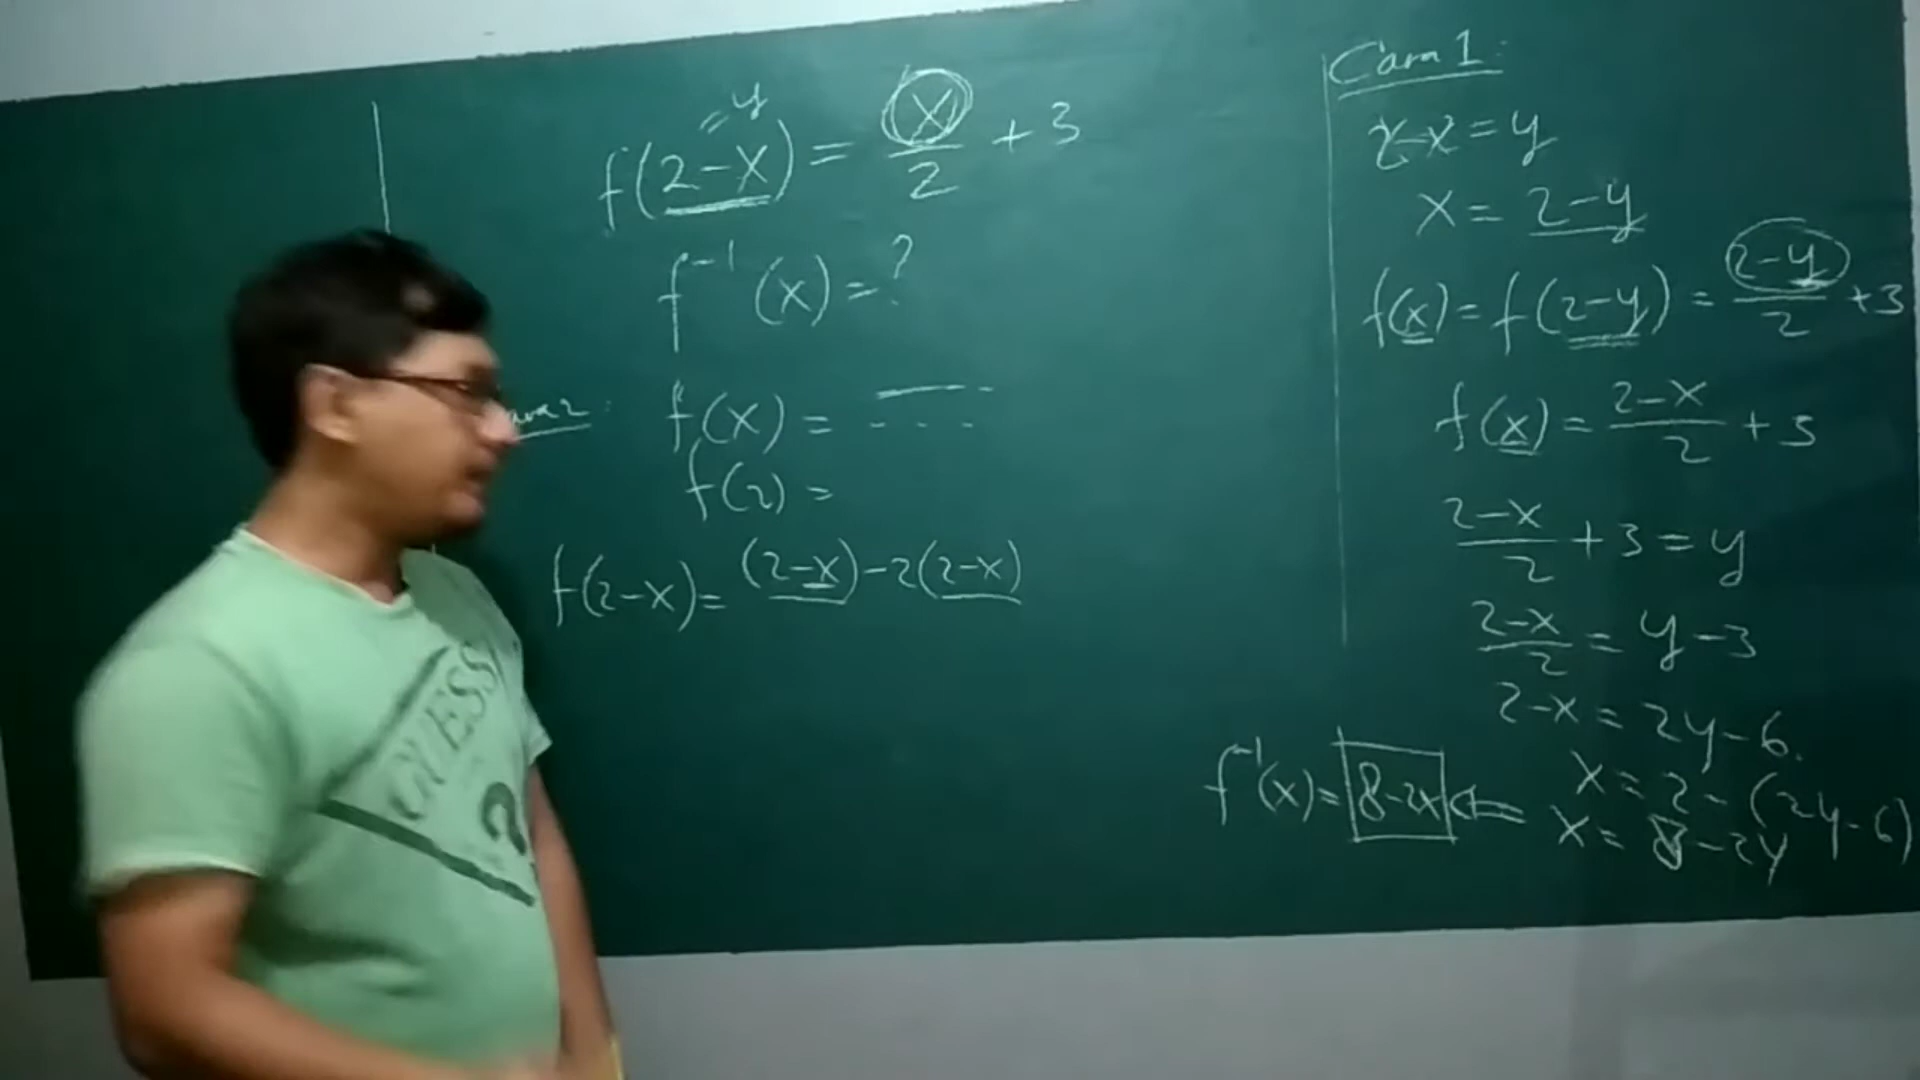 f(2-x) = x/2 + 3
= y
f⁻¹(x) = ?
f(x) = ---
f(2) =
f(2-x) = (2-x) - 2(2-x)
Cara 1:
2-x = y
x = 2-y
f(x) = f(2-y) = (2-y)/2 + 3
f(x) = (2-x)/2 + 3
(2-x)/2 + 3 = y
(2-x)/2 = y-3
2-x = 2y-6.
x = 2 - (2y-6)
x = 8-2y
f⁻¹(x) = 8-2x ⇐
GUESS
?